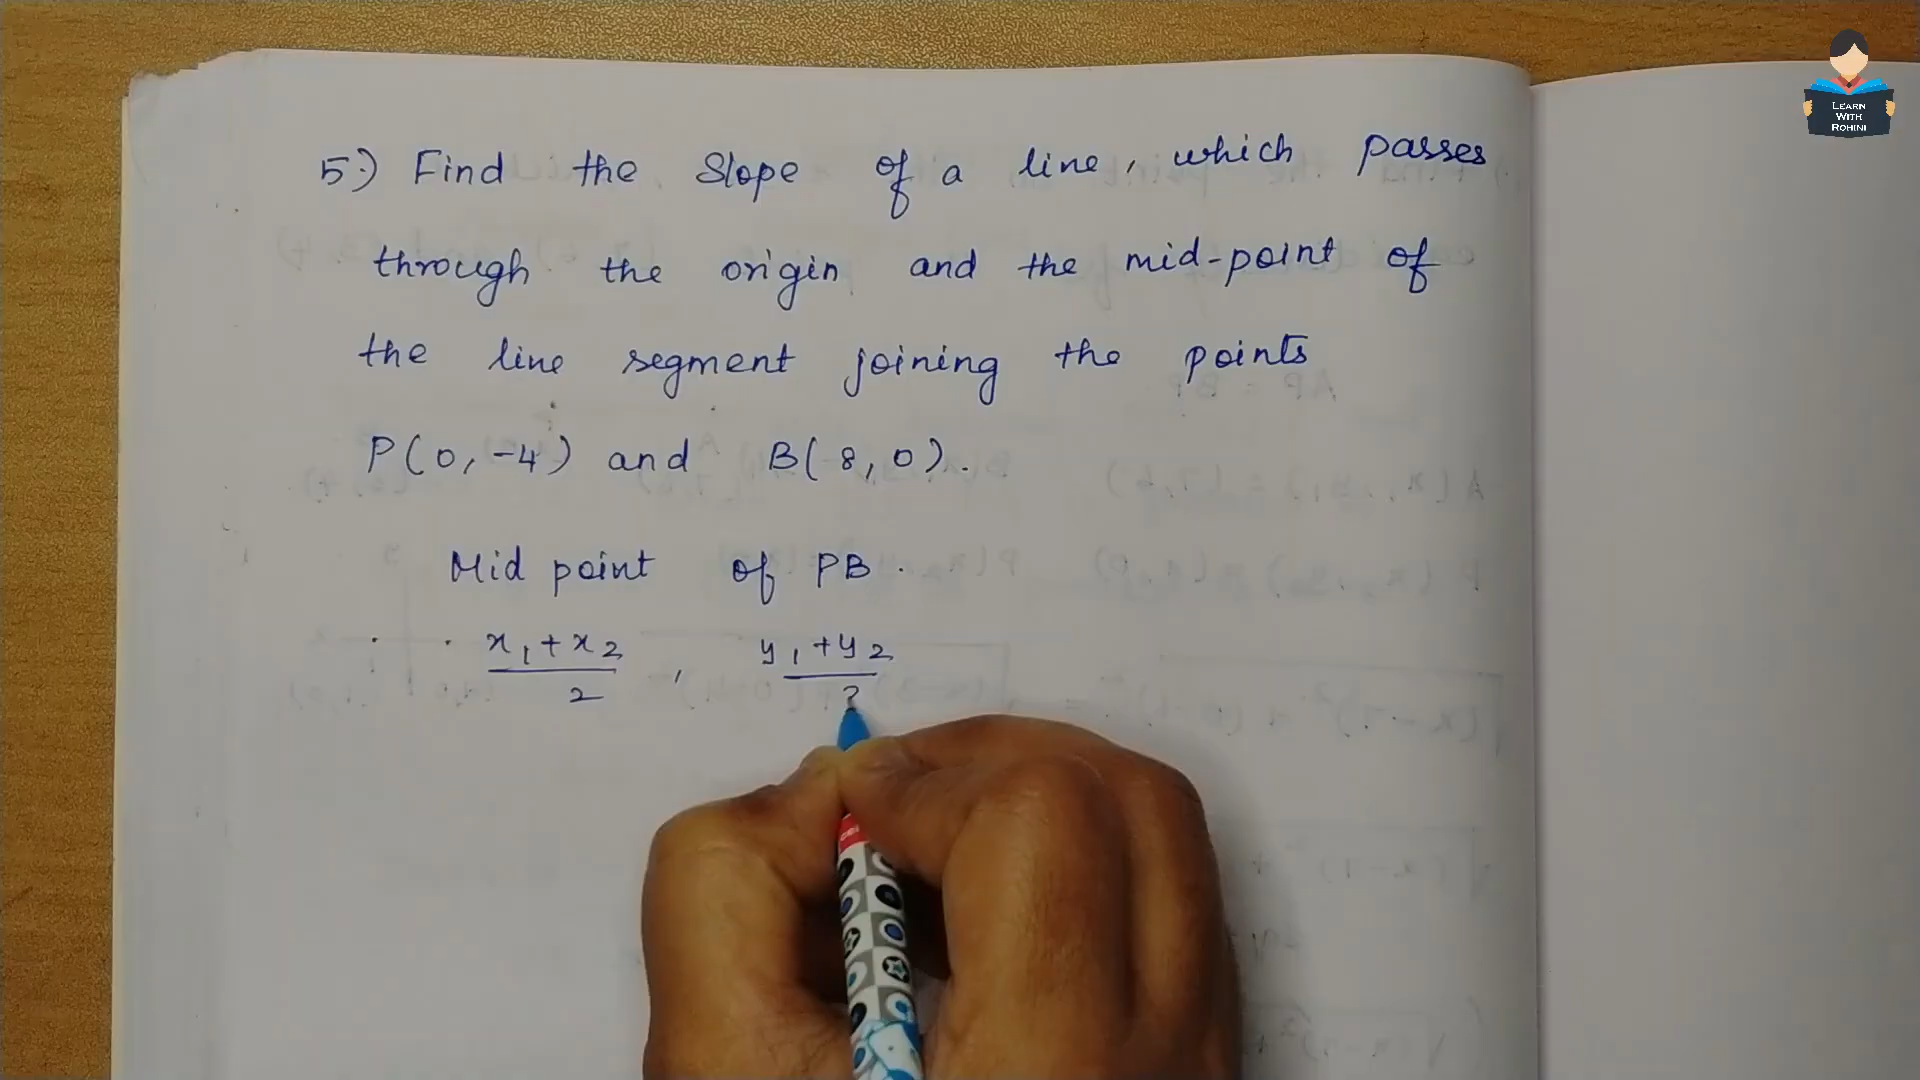 5.) Find the Slope of a line, which passes
through the origin and the mid-point of
the line segment joining the points
P(0, -4) and B(8, 0).
Mid point of PB.
x₁+x₂/2 , y₁+y₂/2
LEARN
WITH
ROHINI